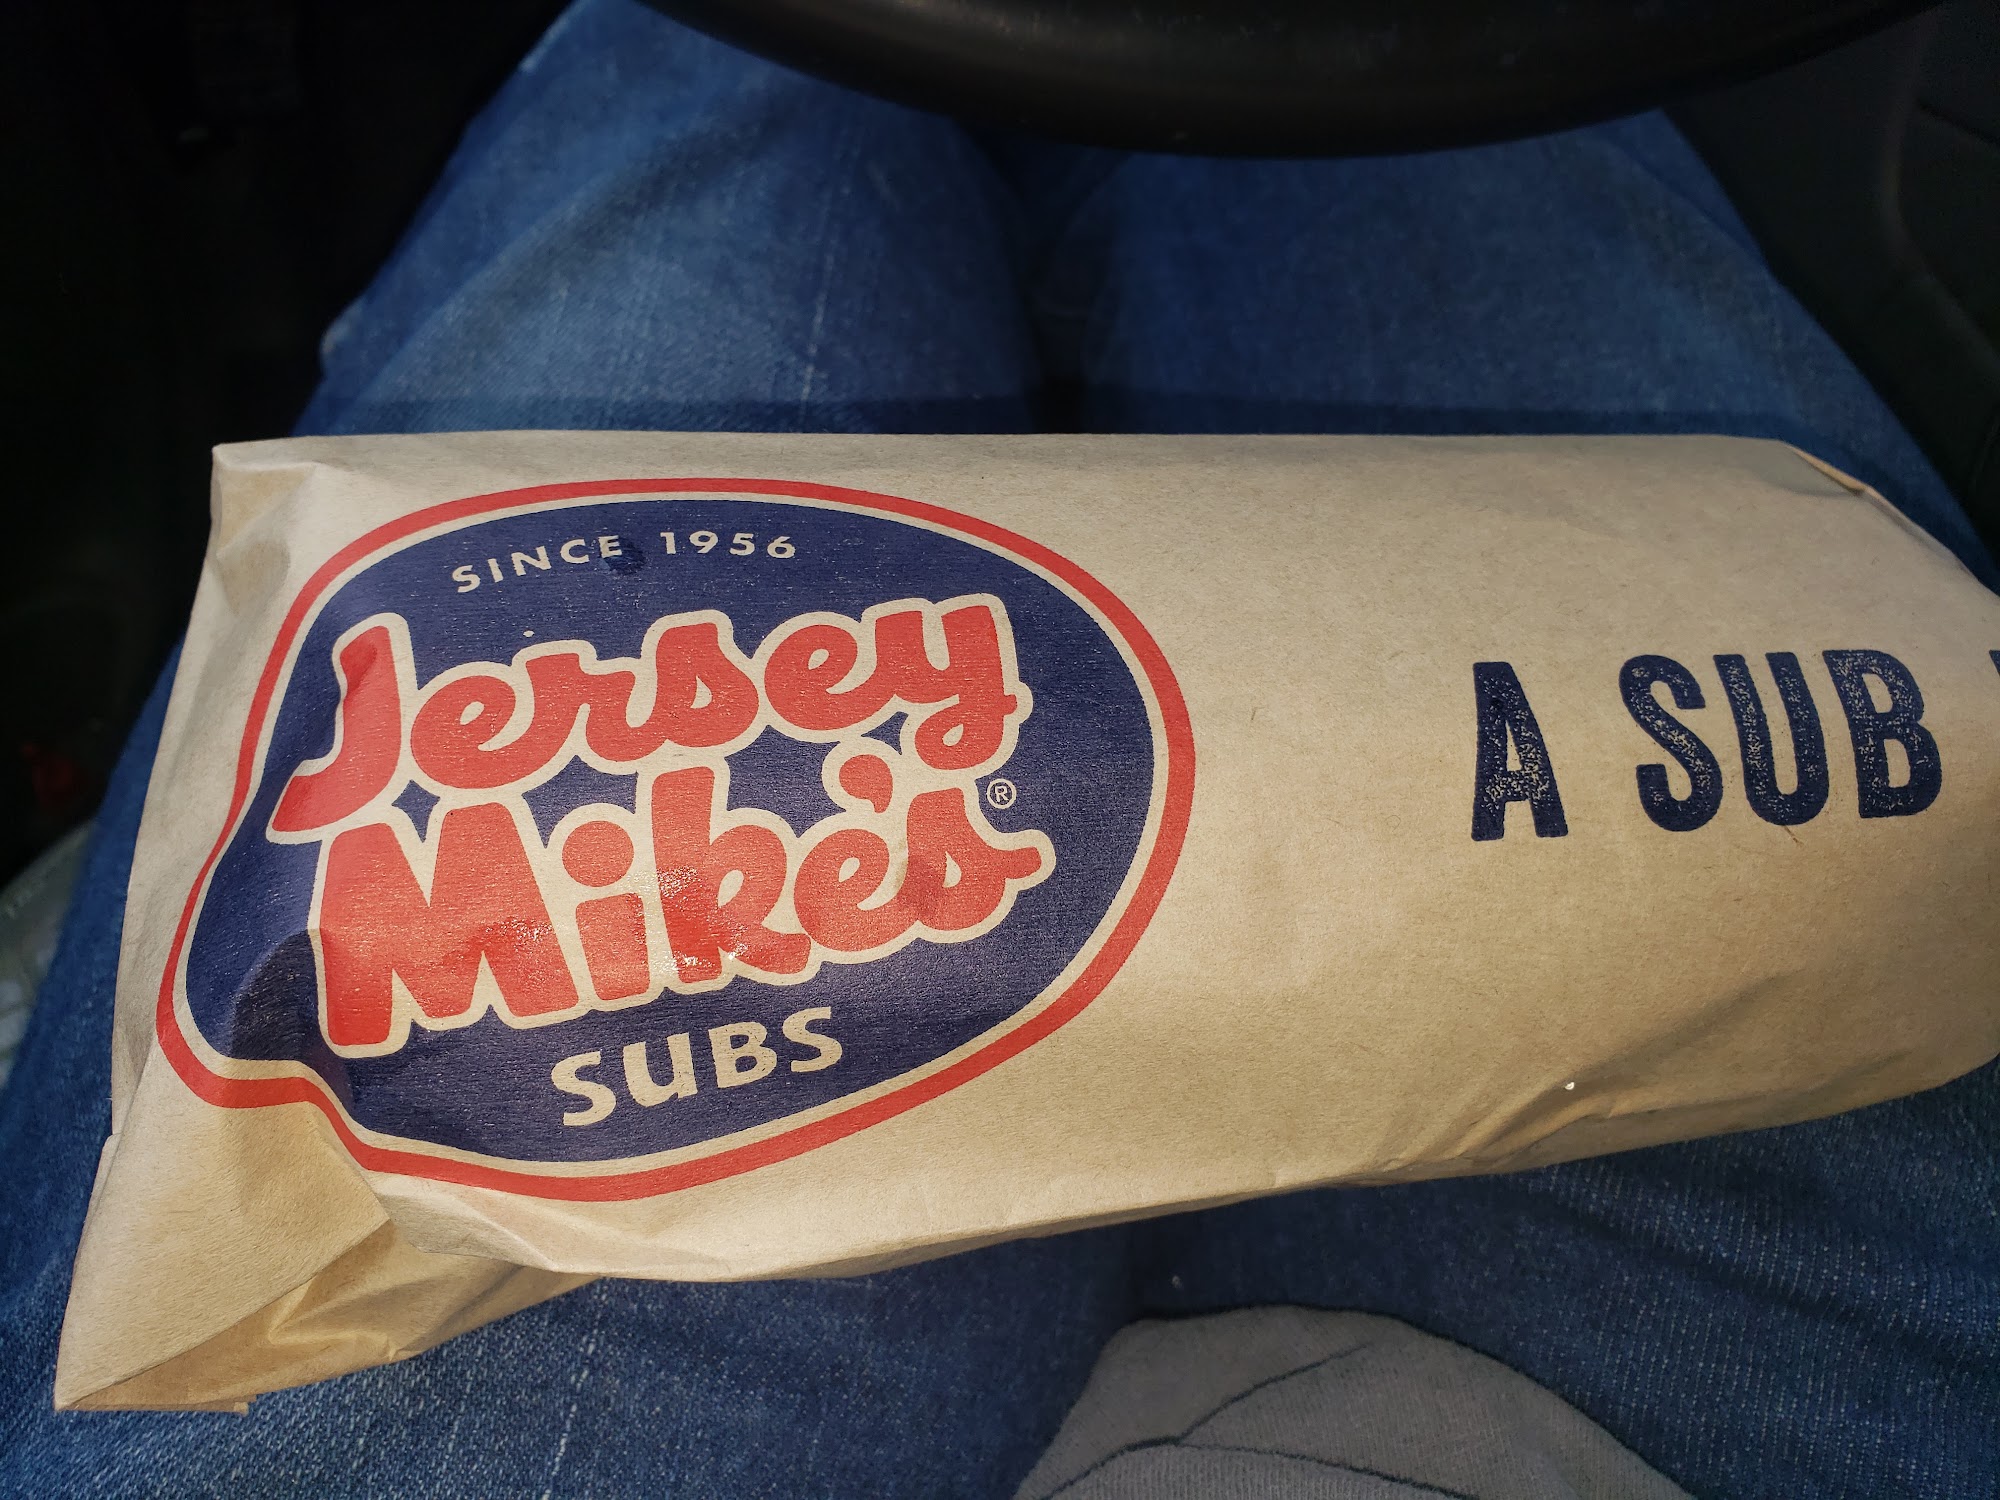 SINCE 1956
Jersey
Mike's®
SUBS
A SUB